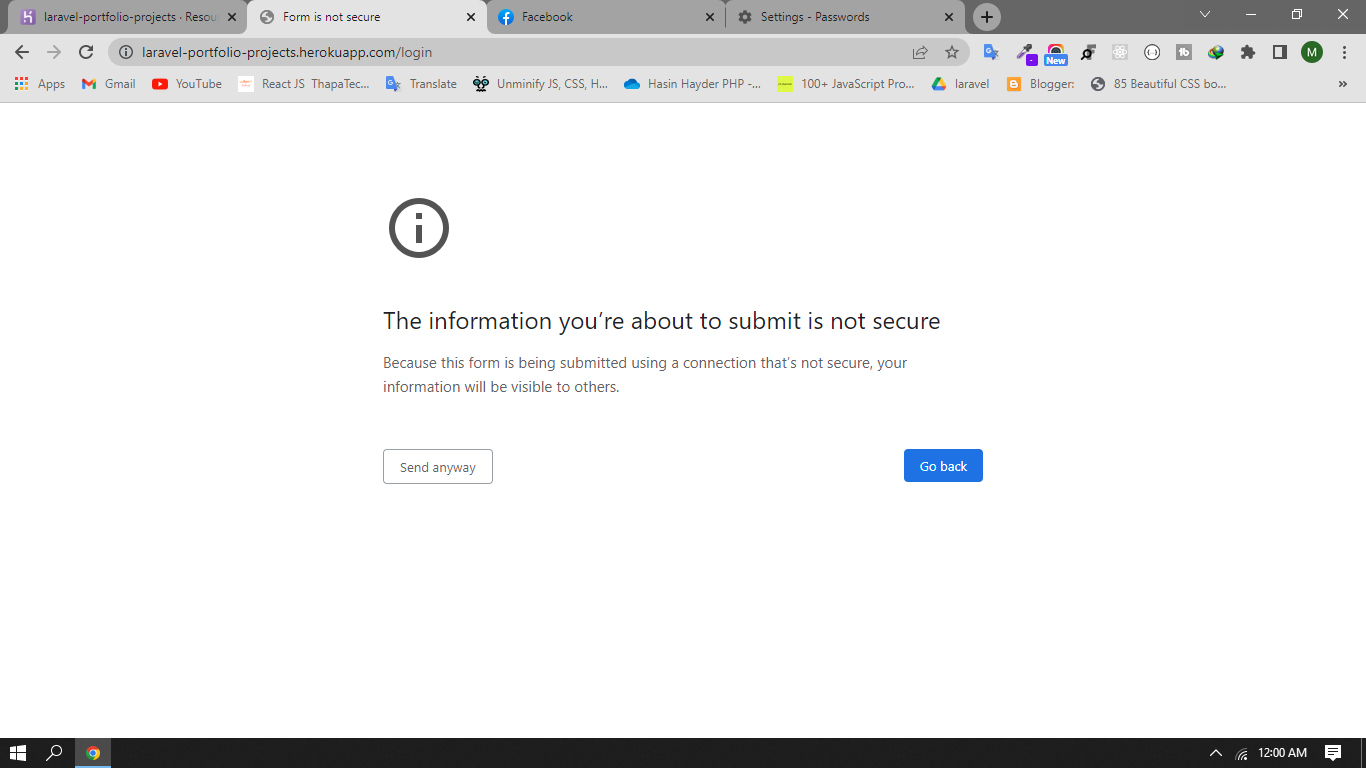 laravel-portfolio-projects · Resou
Form is not secure
Facebook
Settings - Passwords
laravel-portfolio-projects.herokuapp.com/login
New
M
Apps
Gmail
YouTube
React JS ThapaTec...
Translate
Unminify JS, CSS, H...
Hasin Hayder PHP -...
100+ JavaScript Pro...
laravel
Blogger:
85 Beautiful CSS bo...
The information you’re about to submit is not secure
Because this form is being submitted using a connection that’s not secure, your
information will be visible to others.
Send anyway
Go back
12:00 AM